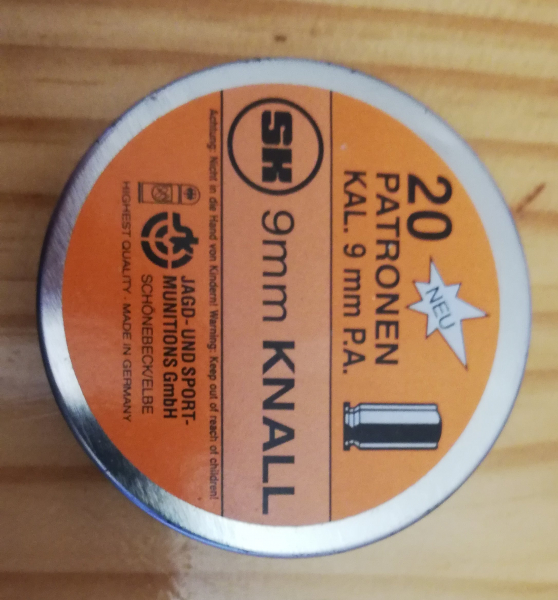 20
PATRONEN
KAL. 9 mm P.A.
NEU
SK 9mm KNALL
Achtung: Nicht in die Hand von Kindern! Warning: Keep out of reach of children!
JAGD- UND SPORT-
MUNITIONS GmbH
SCHÖNEBECK/ELBE
HIGHEST QUALITY · MADE IN GERMANY